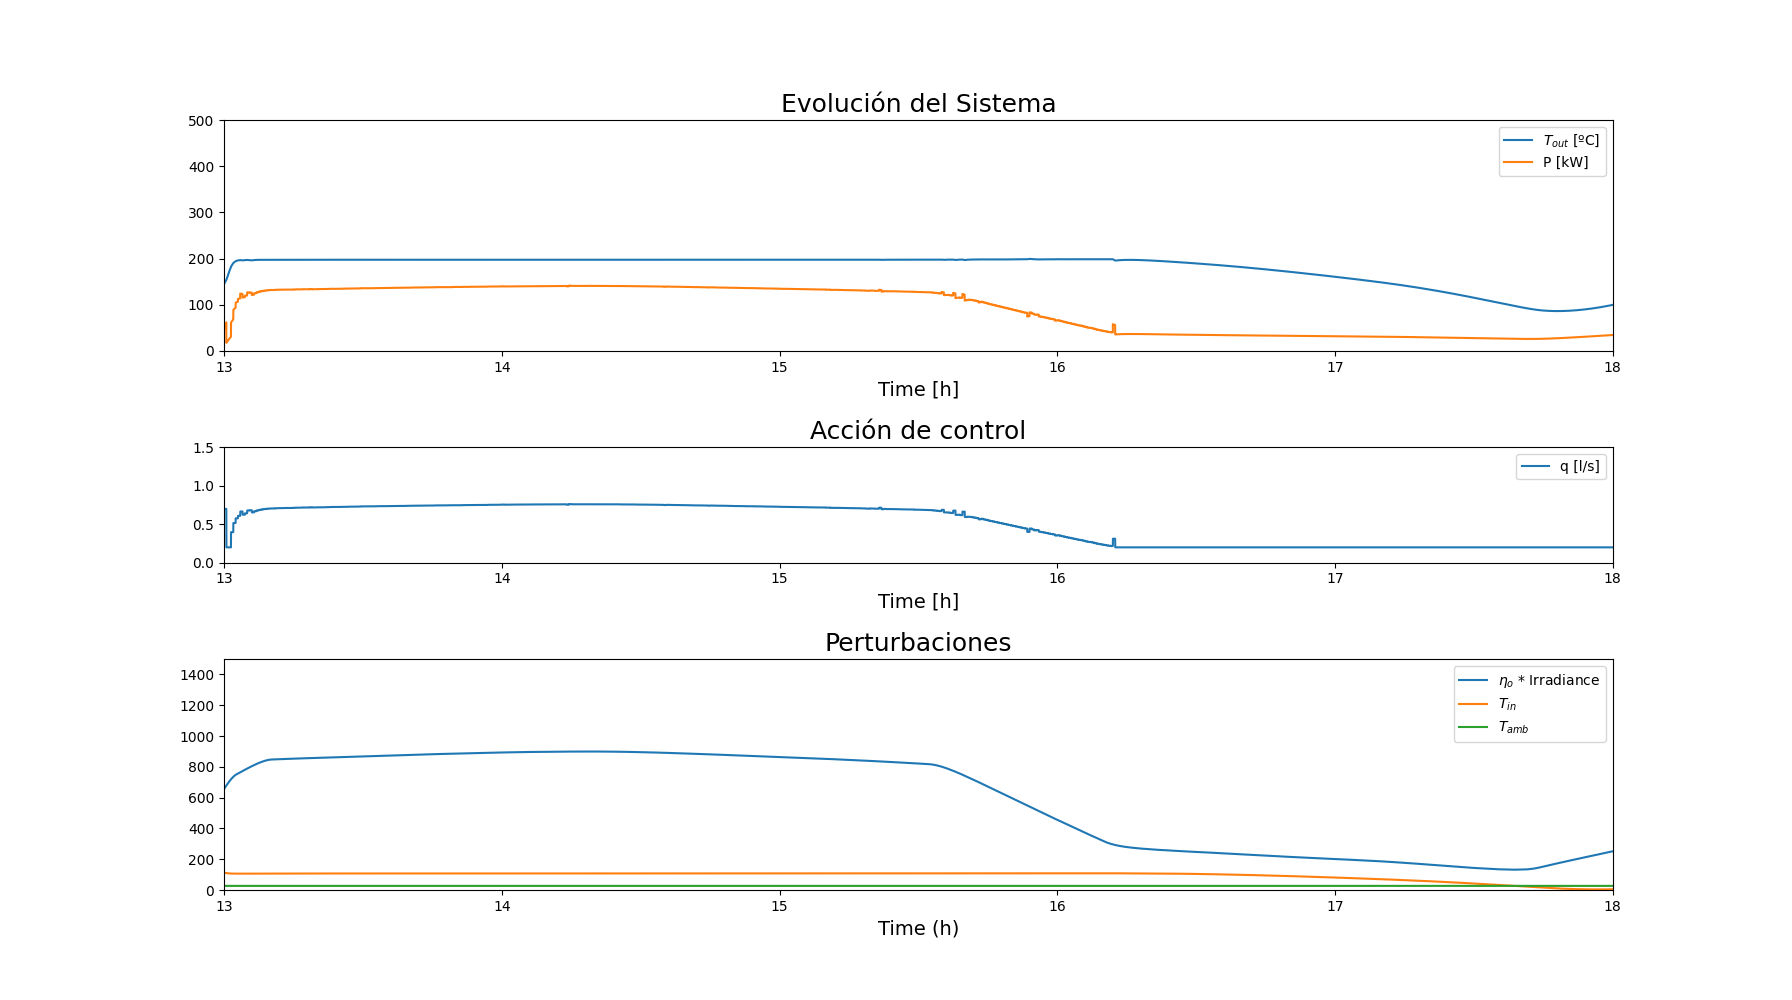 Evolución del Sistema
500
400
300
200
100
0
T_out [ºC]
P [kW]
13 14 15 16 17 18
Time [h]
Acción de control
1.5
1.0
0.5
0.0
q [l/s]
13 14 15 16 17 18
Time [h]
Perturbaciones
1400
1200
1000
800
600
400
200
0
η_o * Irradiance
T_in
T_amb
13 14 15 16 17 18
Time (h)